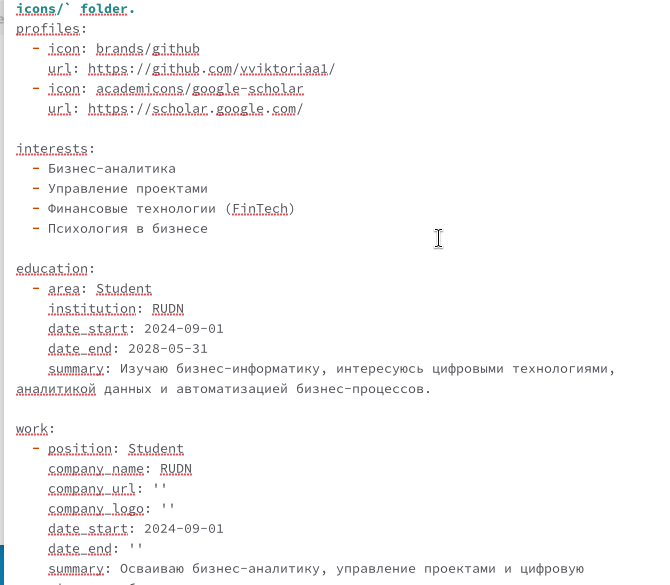 icons/` folder.
profiles:
  - icon: brands/github
    url: https://github.com/vviktoriaa1/
  - icon: academicons/google-scholar
    url: https://scholar.google.com/

interests:
  - Бизнес-аналитика
  - Управление проектами
  - Финансовые технологии (FinTech)
  - Психология в бизнесе

education:
  - area: Student
    institution: RUDN
    date_start: 2024-09-01
    date_end: 2028-05-31
    summary: Изучаю бизнес-информатику, интересуюсь цифровыми технологиями,
аналитикой данных и автоматизацией бизнес-процессов.

work:
  - position: Student
    company_name: RUDN
    company_url: ''
    company_logo: ''
    date_start: 2024-09-01
    date_end: ''
    summary: Осваиваю бизнес-аналитику, управление проектами и цифровую